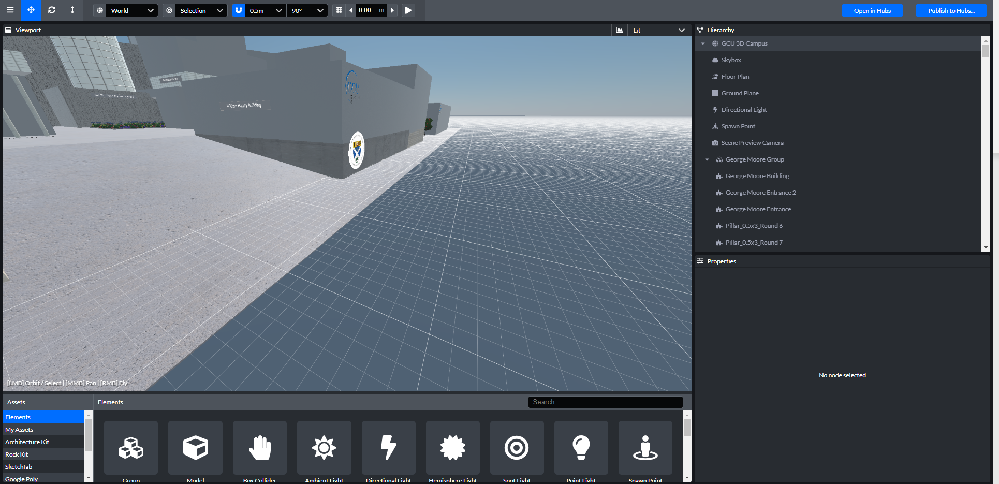 World
Selection
0.5m
90°
0.00 m
Open in Hubs
Publish to Hubs...
Viewport
Lit
GCU
Willem Harley Building
[LMB] Orbit / Select | [MMB] Pan | [RMB] Fly
Hierarchy
GCU 3D Campus
Skybox
Floor Plan
Ground Plane
Directional Light
Spawn Point
Scene Preview Camera
George Moore Group
George Moore Building
George Moore Entrance 2
George Moore Entrance
Pillar_0.5x3_Round 6
Pillar_0.5x3_Round 7
Properties
No node selected
Assets
Elements
My Assets
Architecture Kit
Rock Kit
Sketchfab
Google Poly
Elements
Search...
Group
Model
Box Collider
Ambient Light
Directional Light
Hemisphere Light
Spot Light
Point Light
Spawn Point